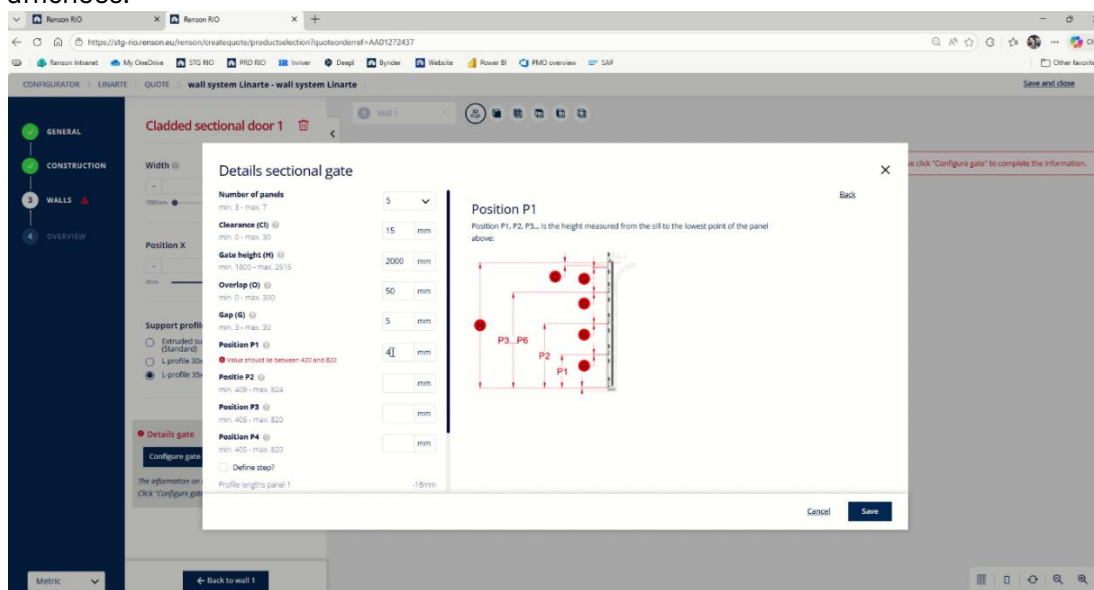 Renson RIO
Renson RIO
https://stg-rio.renson.eu/renson/createquote/productselection?quoteorderref=AA01272437
Renson Intranet
My OneDrive
STG RIO
PRD RIO
Inriver
Deepl
Bynder
Website
Power BI
PMO overview
SAP
Other favorite
CONFIGURATOR
LINARTE
QUOTE
wall system Linarte - wall system Linarte
Save and close
GENERAL
CONSTRUCTION
3 WALLS
4 OVERVIEW
Cladded sectional door 1
Wall 1
Width
Position X
0mm
Support profil
Extruded su
(Standard)
L profile 30
L-profile 35
Details gate
Configure gate
The information on
Click "Configure gat
se click "Configure gate" to complete the information.
Details sectional gate
Number of panels
min. 3 - max. 7
5
Clearance (Cl)
min. 0 - max. 30
15 mm
Gate height (H)
min. 1800 - max. 2515
2000 mm
Overlap (O)
min. 0 - max. 300
50 mm
Gap (G)
min. 3 - max. 30
5 mm
Position P1
Value should lie between 420 and 820
4 mm
Positie P2
min. 409 - max. 824
mm
Position P3
min. 405 - max. 820
mm
Position P4
min. 405 - max. 820
mm
Define step?
Profile lengths panel 1
-18mm
Back
Position P1
Position P1, P2, P3... is the height measured from the sill to the lowest point of the panel
above:
H
P3...P6
P2
P1
Cancel
Save
Metric
Back to wall 1